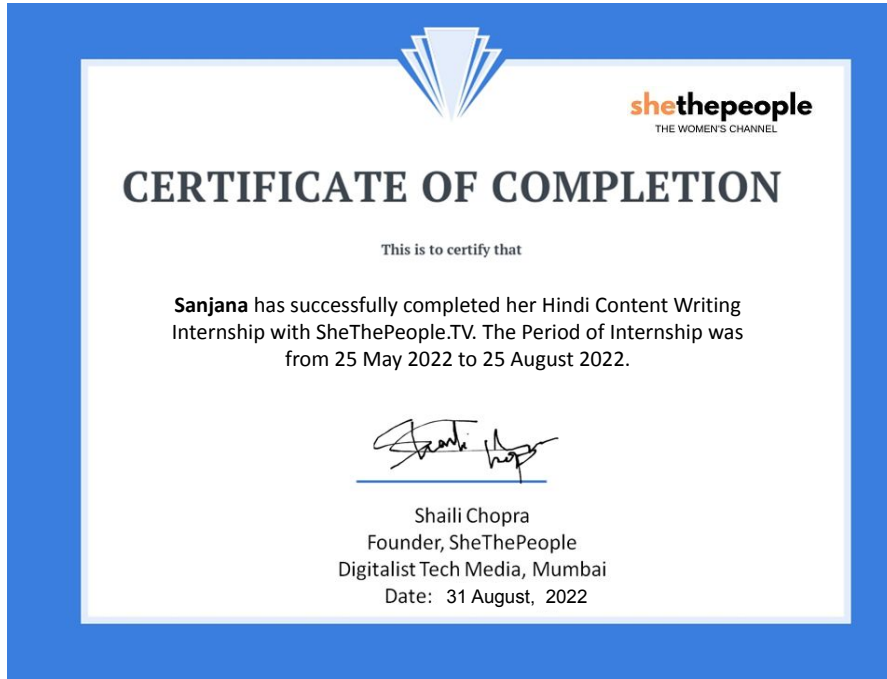 shethepeople
THE WOMEN'S CHANNEL
CERTIFICATE OF COMPLETION
This is to certify that
Sanjana has successfully completed her Hindi Content Writing
Internship with SheThePeople.TV. The Period of Internship was
from 25 May 2022 to 25 August 2022.
Shaili Chopra
Founder, SheThePeople
Digitalist Tech Media, Mumbai
Date: 31 August, 2022